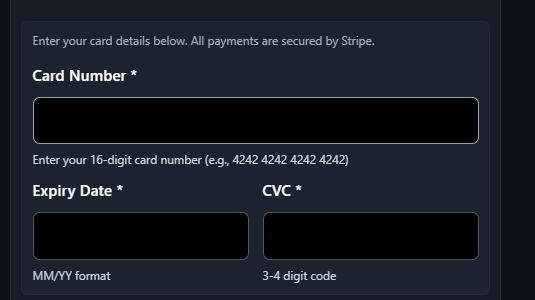 Enter your card details below. All payments are secured by Stripe.
Card Number *
Enter your 16-digit card number (e.g., 4242 4242 4242 4242)
Expiry Date *
CVC *
MM/YY format
3-4 digit code